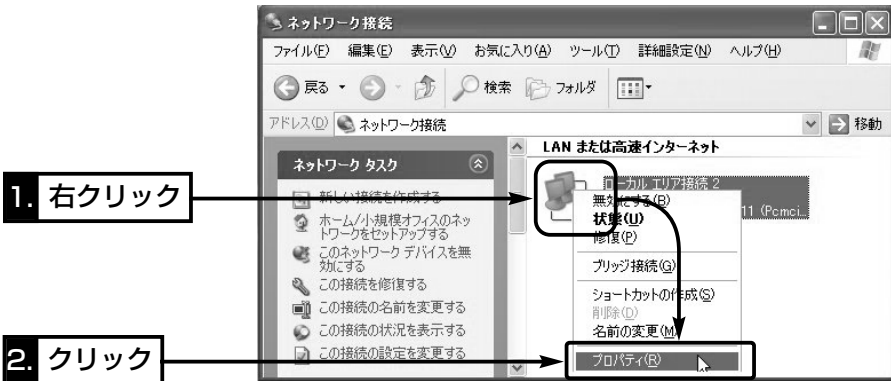 ネットワーク接続
ファイル(F) 編集(E) 表示(V) お気に入り(A) ツール(T) 詳細設定(N) ヘルプ(H)
戻る 検索 フォルダ
アドレス(D) ネットワーク接続 移動
ネットワーク タスク
新しい接続を作成する
ホーム/小規模オフィスのネッ
トワークをセットアップする
このネットワーク デバイスを無
効にする
この接続を修復する
この接続の名前を変更する
この接続の状況を表示する
この接続の設定を変更する
LAN または高速インターネット
ローカル エリア接続 2
11 (Pcmci...
無効にする(B)
状態(U)
修復(P)
ブリッジ接続(G)
ショートカットの作成(S)
削除(D)
名前の変更(M)
プロパティ(R)
1. 右クリック
2. クリック